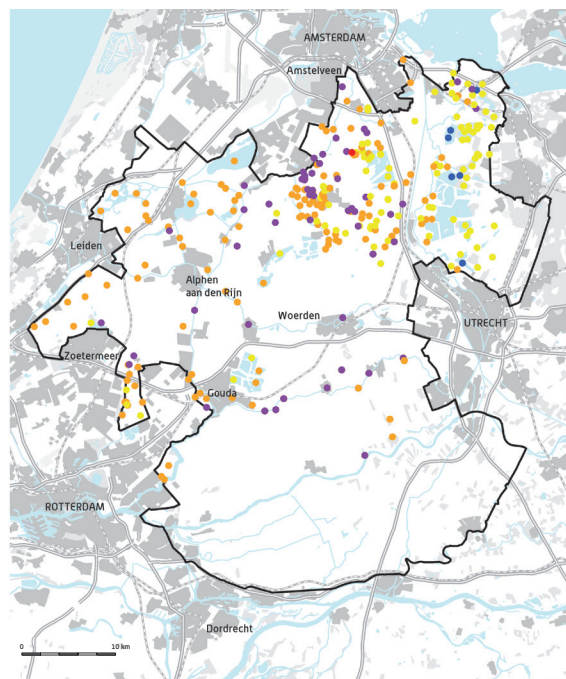 AMSTERDAM
Amstelveen
Leiden
Alphen
aan den Rijn
Woerden
UTRECHT
Zoetermeer
Gouda
ROTTERDAM
Dordrecht
0 10 km